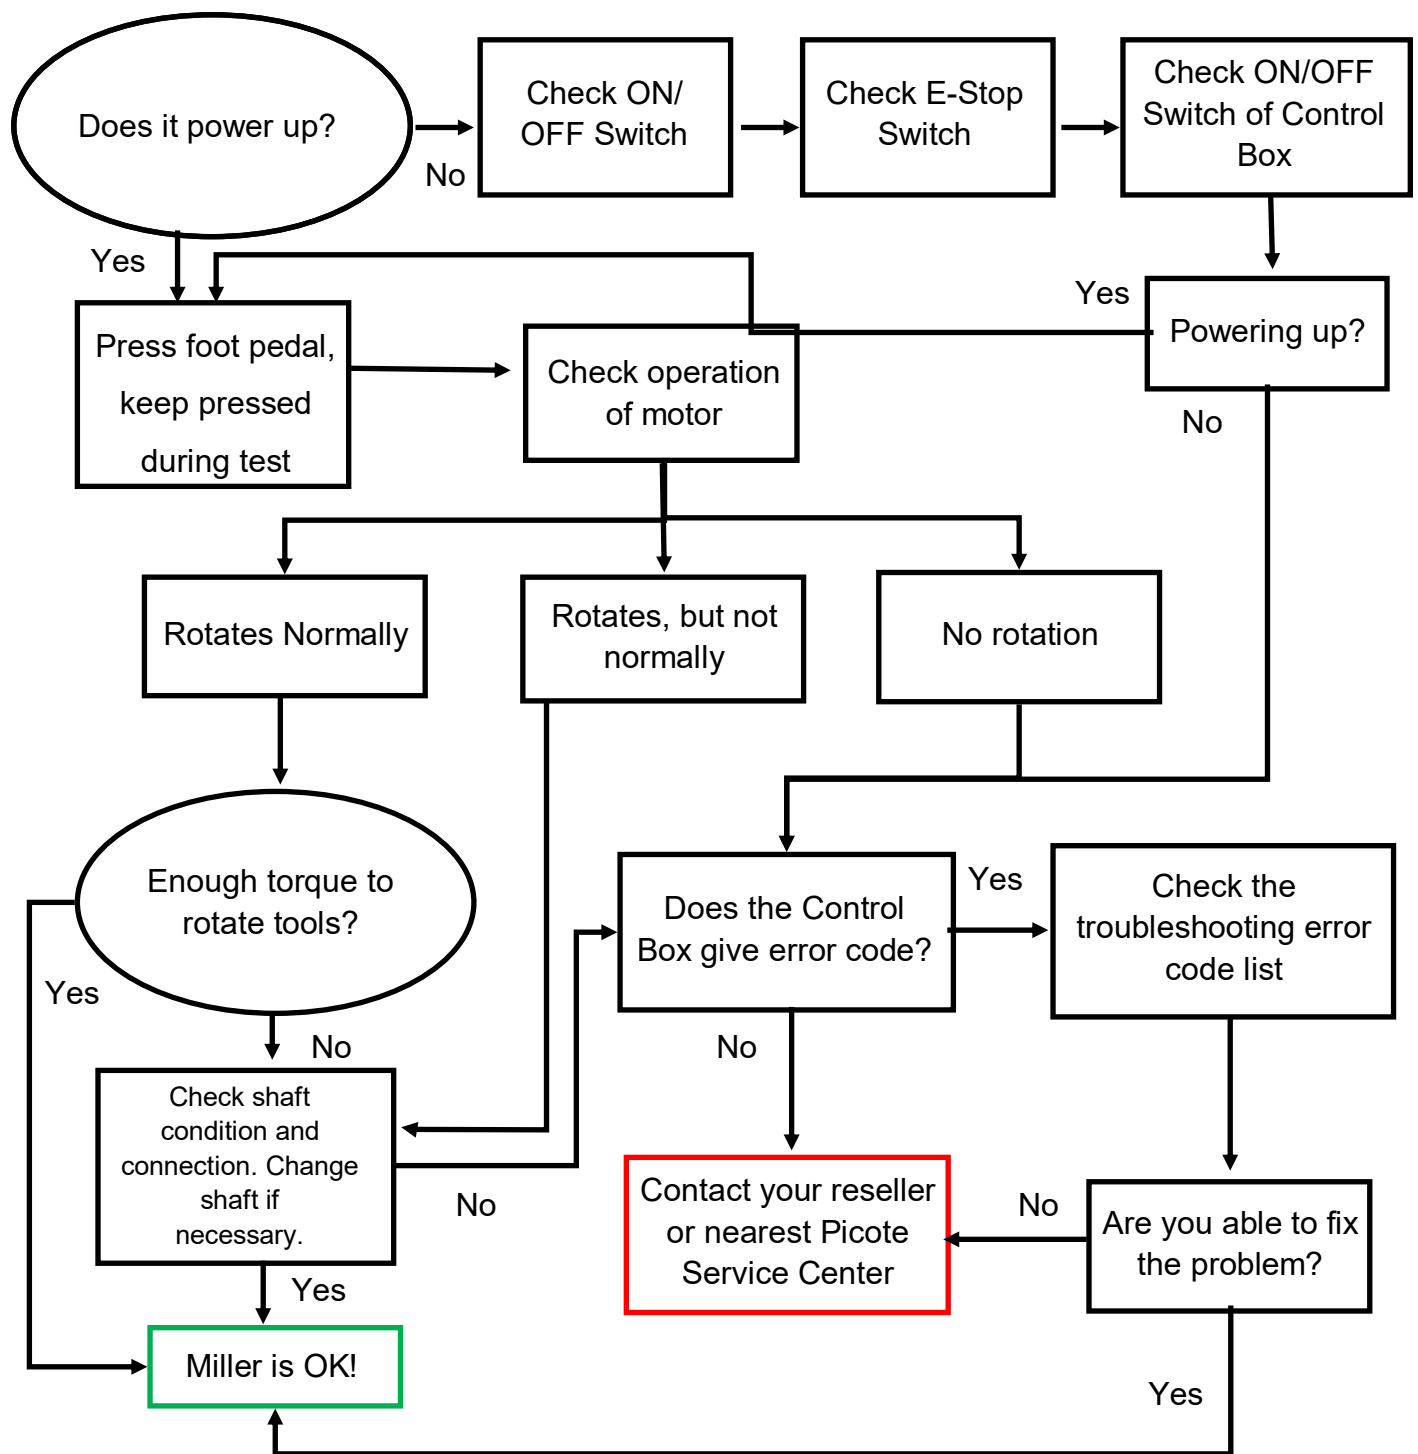 Does it power up?
No
Check ON/
OFF Switch
Check E-Stop
Switch
Check ON/OFF
Switch of Control
Box
Yes
Yes
Powering up?
No
Press foot pedal,
keep pressed
during test
Check operation
of motor
Rotates Normally
Rotates, but not
normally
No rotation
Enough torque to
rotate tools?
Yes
No
Does the Control
Box give error code?
Yes
No
Check the
troubleshooting error
code list
Check shaft
condition and
connection. Change
shaft if
necessary.
No
Yes
Contact your reseller
or nearest Picote
Service Center
No
Are you able to fix
the problem?
Yes
Miller is OK!